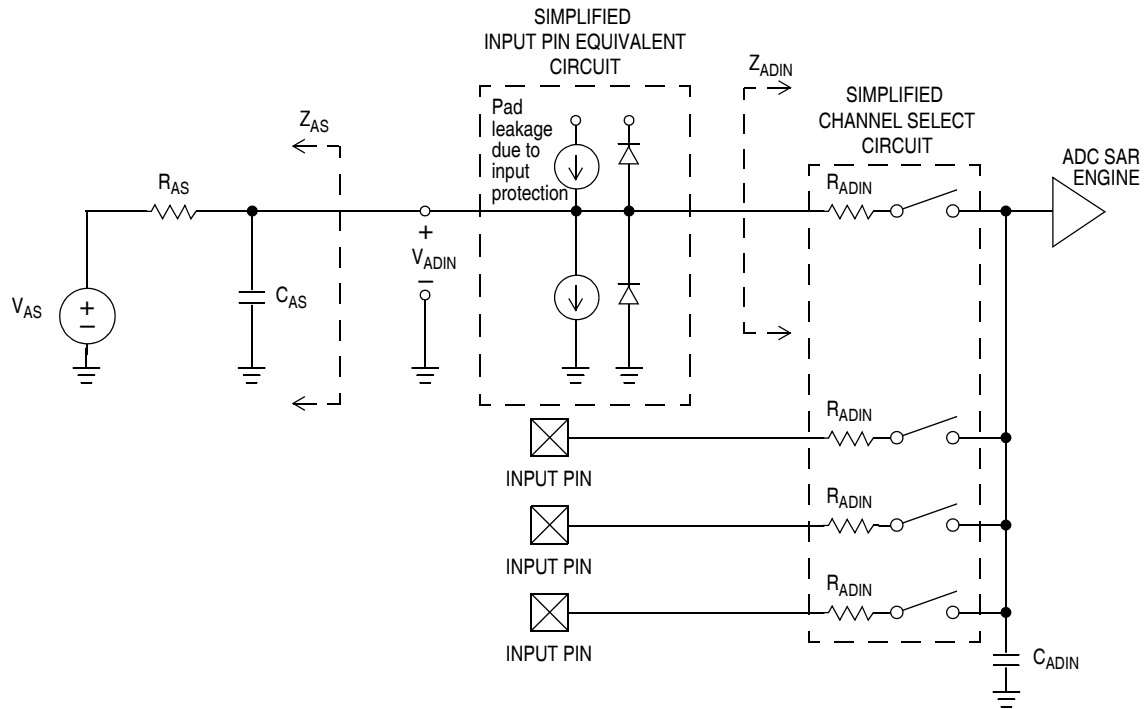 SIMPLIFIED
INPUT PIN EQUIVALENT
CIRCUIT
Z_ADIN
SIMPLIFIED
CHANNEL SELECT
CIRCUIT
ADC SAR
ENGINE
Pad
leakage
due to
input
protection
Z_AS
R_AS
R_ADIN
+
V_ADIN
–
V_AS
+
–
C_AS
R_ADIN
INPUT PIN
R_ADIN
INPUT PIN
R_ADIN
INPUT PIN
C_ADIN